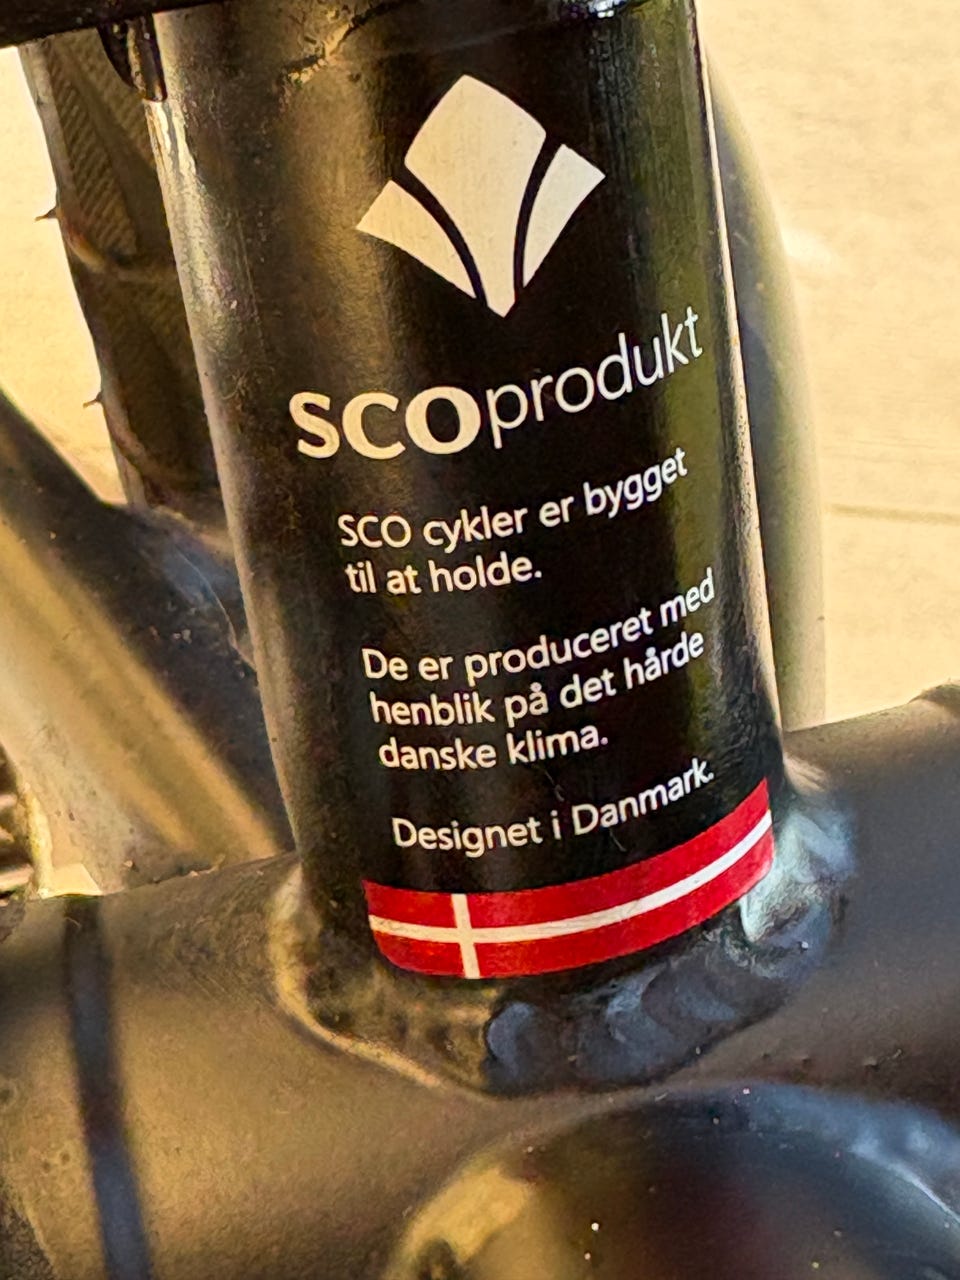 SCOprodukt
SCO cykler er bygget
til at holde.
De er produceret med
henblik på det hårde
danske klima.
Designet i Danmark.